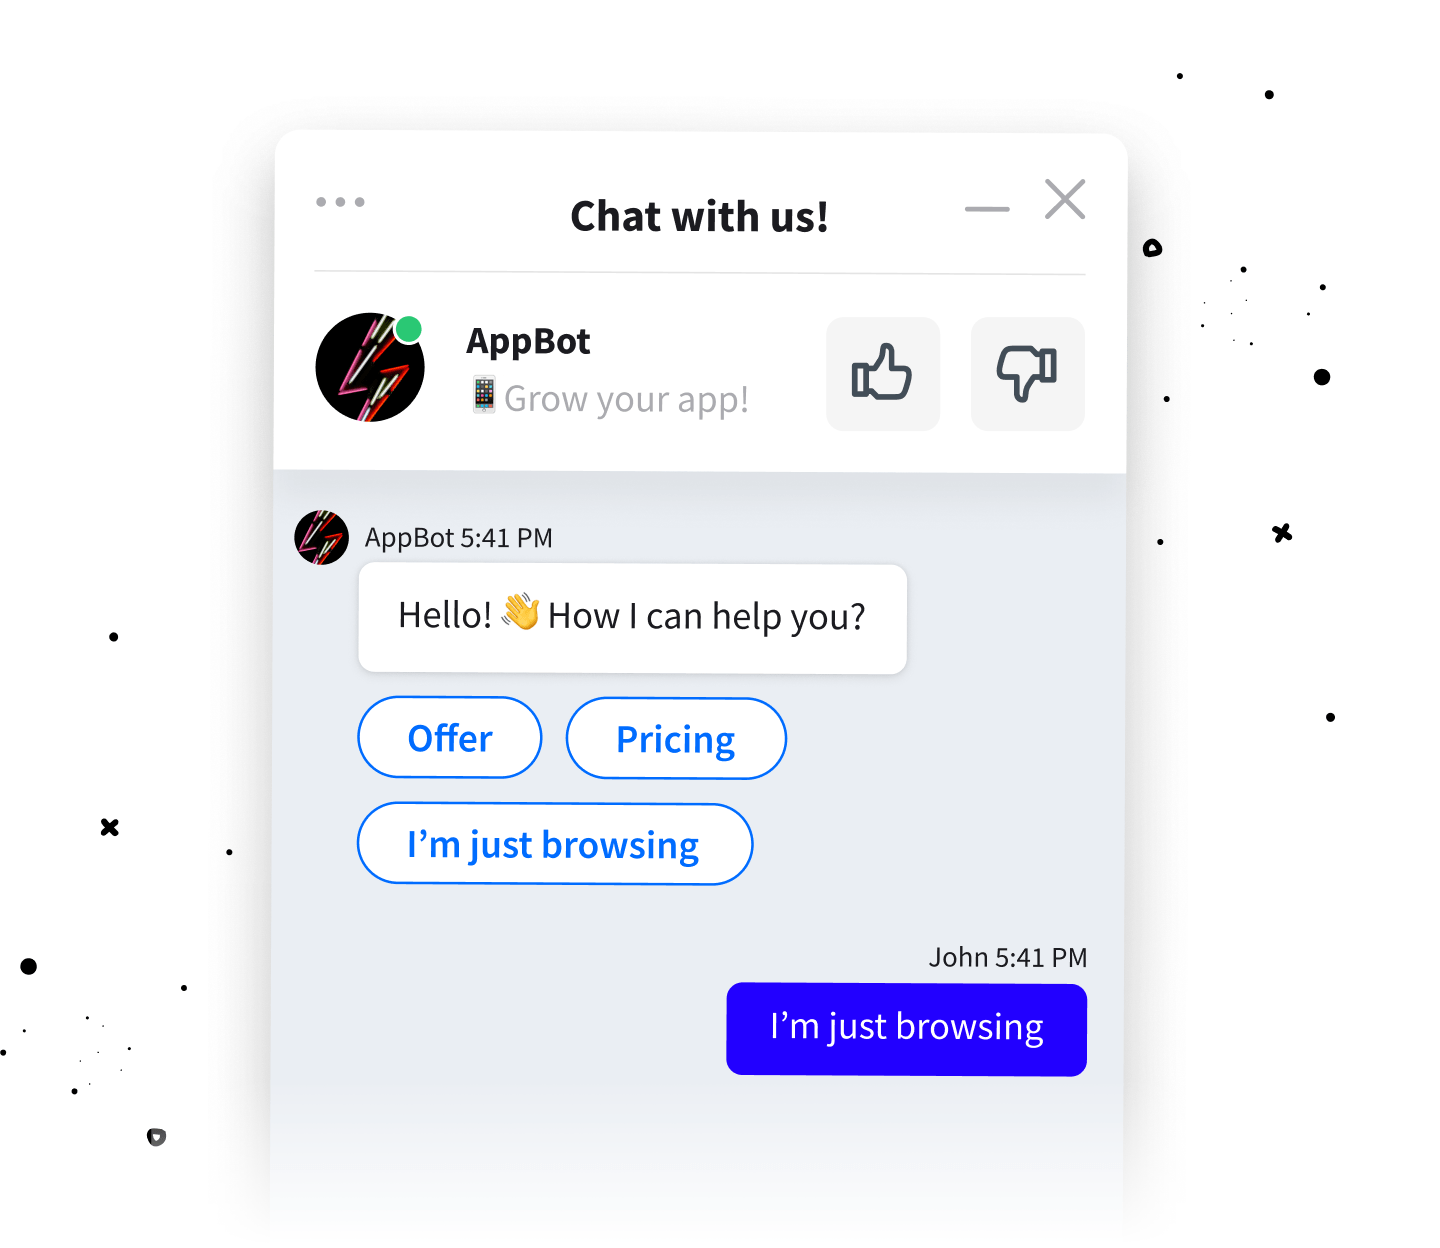 Chat with us!
AppBot
📱Grow your app!
AppBot 5:41 PM
Hello! 👋 How I can help you?
Offer
Pricing
I’m just browsing
John 5:41 PM
I’m just browsing